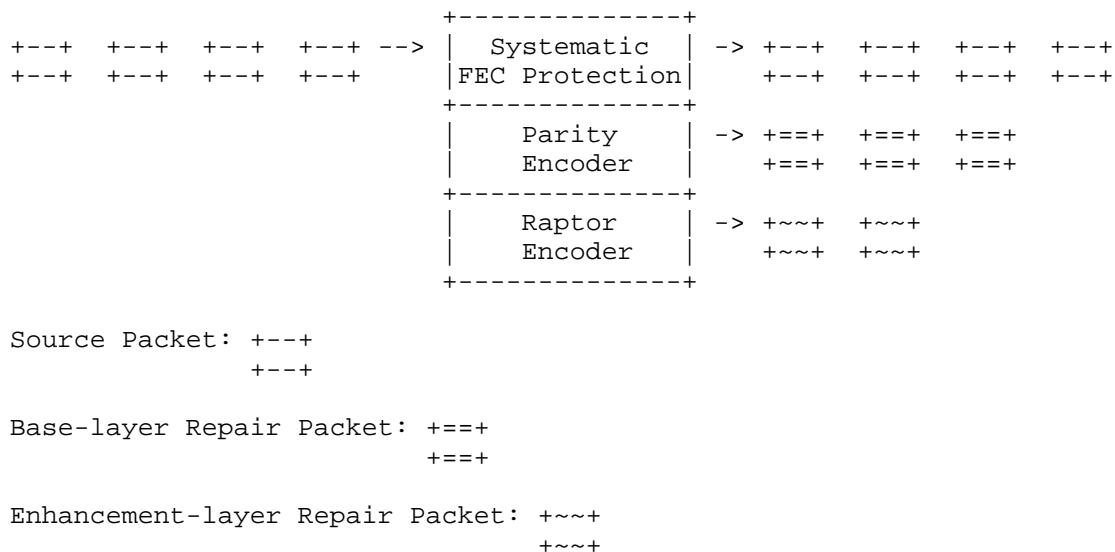 +--------------+
+--+  +--+  +--+  +--+ -->  |  Systematic  | -> +--+  +--+  +--+  +--+
+--+  +--+  +--+  +--+      |FEC Protection|    +--+  +--+  +--+  +--+
                            +--------------+
                            |    Parity    | -> +==+  +==+  +==+
                            |    Encoder   |    +==+  +==+  +==+
                            +--------------+
                            |    Raptor    | -> +~~+  +~~+
                            |    Encoder   |    +~~+  +~~+
                            +--------------+
Source Packet: +--+
               +--+
Base-layer Repair Packet: +==+
                          +==+
Enhancement-layer Repair Packet: +~~+
                                 +~~+